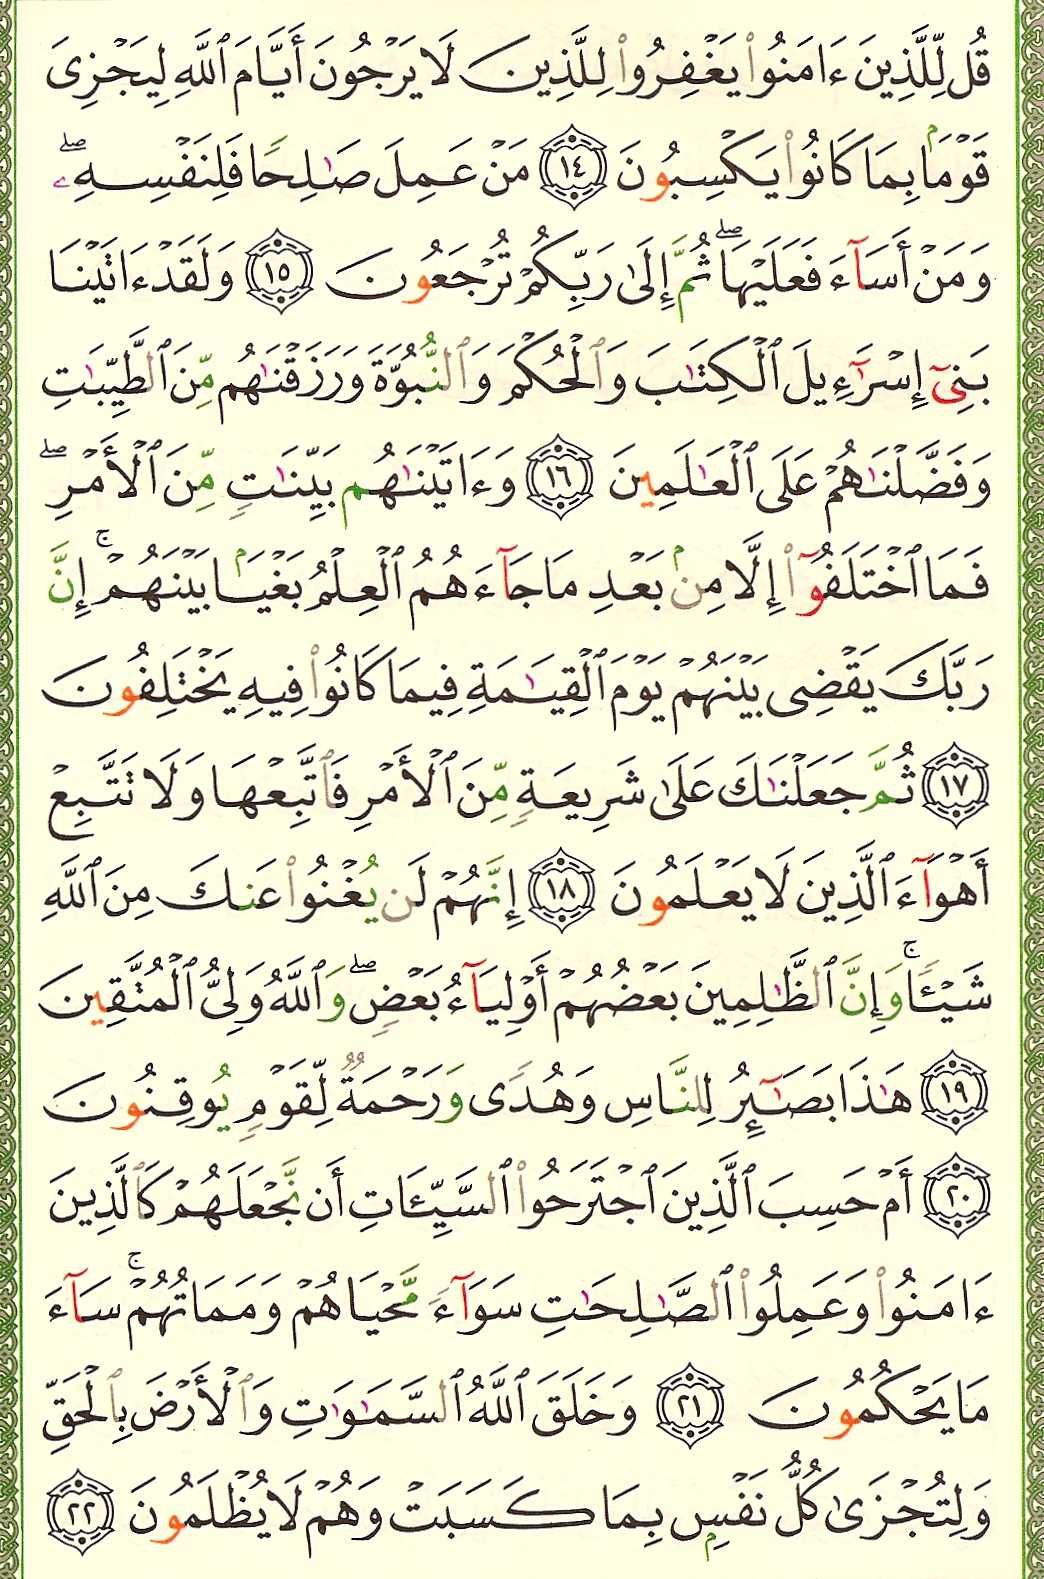 قُل لِّلَّذِينَ ءَامَنُوا۟ يَغْفِرُوا۟ لِلَّذِينَ لَا يَرْجُونَ أَيَّامَ ٱللَّهِ لِيَجْزِىَ
قَوْمًۢا بِمَا كَانُوا۟ يَكْسِبُونَ ١٤ مَنْ عَمِلَ صَٰلِحًا فَلِنَفْسِهِۦ ۖ
وَمَنْ أَسَآءَ فَعَلَيْهَا ۖ ثُمَّ إِلَىٰ رَبِّكُمْ تُرْجَعُونَ ١٥ وَلَقَدْ ءَاتَيْنَا
بَنِىٓ إِسْرَٰٓءِيلَ ٱلْكِتَٰبَ وَٱلْحُكْمَ وَٱلنُّبُوَّةَ وَرَزَقْنَٰهُم مِّنَ ٱلطَّيِّبَٰتِ
وَفَضَّلْنَٰهُمْ عَلَى ٱلْعَٰلَمِينَ ١٦ وَءَاتَيْنَٰهُم بَيِّنَٰتٍ مِّنَ ٱلْأَمْرِ ۖ
فَمَا ٱخْتَلَفُوٓا۟ إِلَّا مِنۢ بَعْدِ مَا جَآءَهُمُ ٱلْعِلْمُ بَغْيًۢا بَيْنَهُمْ ۚ إِنَّ
رَبَّكَ يَقْضِى بَيْنَهُمْ يَوْمَ ٱلْقِيَٰمَةِ فِيمَا كَانُوا۟ فِيهِ يَخْتَلِفُونَ
١٧ ثُمَّ جَعَلْنَٰكَ عَلَىٰ شَرِيعَةٍ مِّنَ ٱلْأَمْرِ فَٱتَّبِعْهَا وَلَا تَتَّبِعْ
أَهْوَآءَ ٱلَّذِينَ لَا يَعْلَمُونَ ١٨ إِنَّهُمْ لَن يُغْنُوا۟ عَنكَ مِنَ ٱللَّهِ
شَيْـًٔا ۚ وَإِنَّ ٱلظَّٰلِمِينَ بَعْضُهُمْ أَوْلِيَآءُ بَعْضٍ ۖ وَٱللَّهُ وَلِىُّ ٱلْمُتَّقِينَ
١٩ هَٰذَا بَصَٰٓئِرُ لِلنَّاسِ وَهُدًى وَرَحْمَةٌ لِّقَوْمٍ يُوقِنُونَ
٢٠ أَمْ حَسِبَ ٱلَّذِينَ ٱجْتَرَحُوا۟ ٱلسَّيِّـَٔاتِ أَن نَّجْعَلَهُمْ كَٱلَّذِينَ
ءَامَنُوا۟ وَعَمِلُوا۟ ٱلصَّٰلِحَٰتِ سَوَآءً مَّحْيَاهُمْ وَمَمَاتُهُمْ ۚ سَآءَ
مَا يَحْكُمُونَ ٢١ وَخَلَقَ ٱللَّهُ ٱلسَّمَٰوَٰتِ وَٱلْأَرْضَ بِٱلْحَقِّ
وَلِتُجْزَىٰ كُلُّ نَفْسٍۭ بِمَا كَسَبَتْ وَهُمْ لَا يُظْلَمُونَ ٢٢